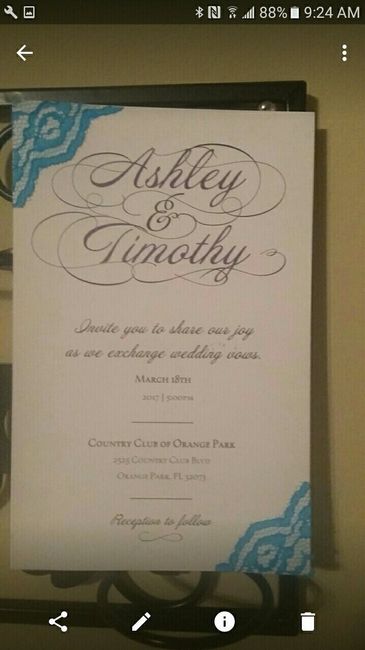 88% 9:24 AM
Ashley
&
Timothy
Invite you to share our joy
as we exchange wedding vows.
March 18th
2017 | 5:00pm
Country Club of Orange Park
2525 Country Club Blvd
Orange Park, FL 32073
Reception to follow